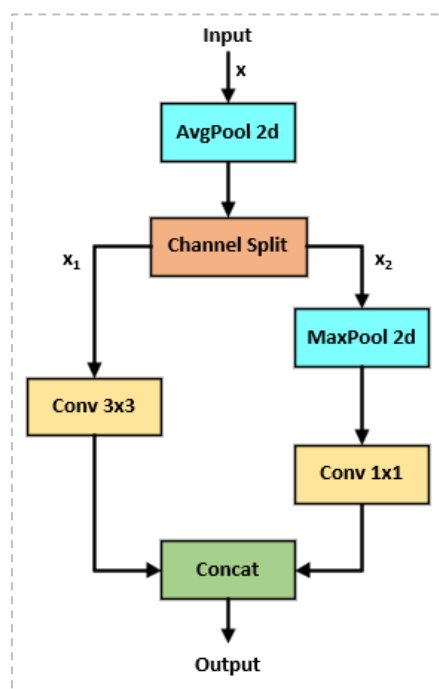 Input
x
AvgPool 2d
Channel Split
x₁
x₂
MaxPool 2d
Conv 3x3
Conv 1x1
Concat
Output